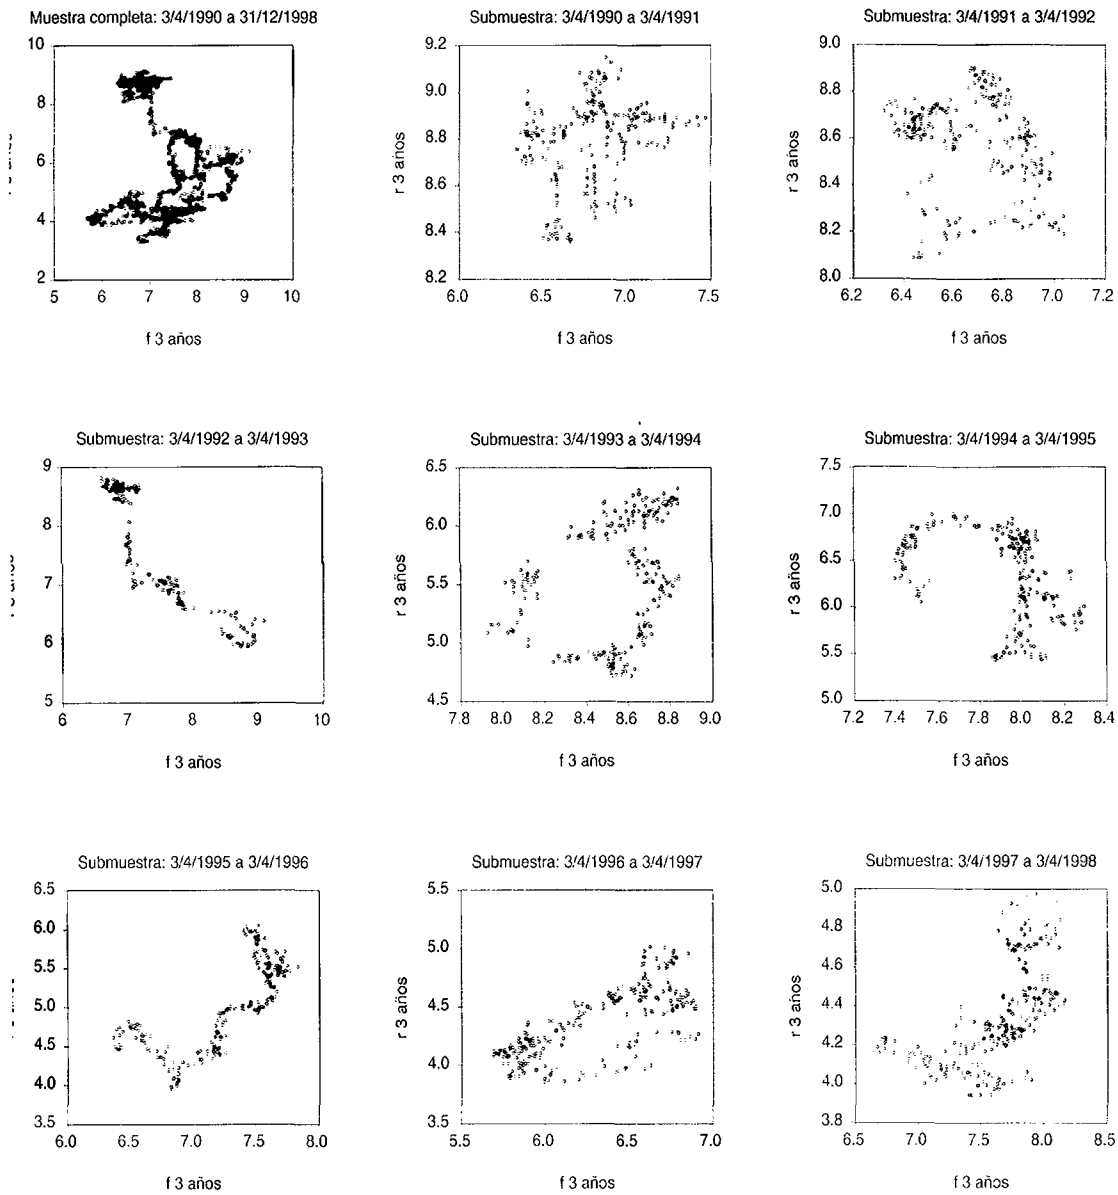 Muestra completa: 3/4/1990 a 31/12/1998
10
8
6
4
2
5 6 7 8 9 10
f 3 años
Submuestra: 3/4/1990 a 3/4/1991
r 3 años
9.2
9.0
8.8
8.6
8.4
8.2
6.0 6.5 7.0 7.5
f 3 años
Submuestra: 3/4/1991 a 3/4/1992
r 3 años
9.0
8.8
8.6
8.4
8.2
8.0
6.2 6.4 6.6 6.8 7.0 7.2
f 3 años
Submuestra: 3/4/1992 a 3/4/1993
9
8
7
6
5
6 7 8 9 10
f 3 años
Submuestra: 3/4/1993 a 3/4/1994
r 3 años
6.5
6.0
5.5
5.0
4.5
7.8 8.0 8.2 8.4 8.6 8.8 9.0
f 3 años
Submuestra: 3/4/1994 a 3/4/1995
r 3 años
7.5
7.0
6.5
6.0
5.5
5.0
7.2 7.4 7.6 7.8 8.0 8.2 8.4
f 3 años
Submuestra: 3/4/1995 a 3/4/1996
6.5
6.0
5.5
5.0
4.5
4.0
3.5
6.0 6.5 7.0 7.5 8.0
f 3 años
Submuestra: 3/4/1996 a 3/4/1997
r 3 años
5.5
5.0
4.5
4.0
3.5
5.5 6.0 6.5 7.0
f 3 años
Submuestra: 3/4/1997 a 3/4/1998
r 3 años
5.0
4.8
4.6
4.4
4.2
4.0
3.8
6.5 7.0 7.5 8.0 8.5
f 3 años